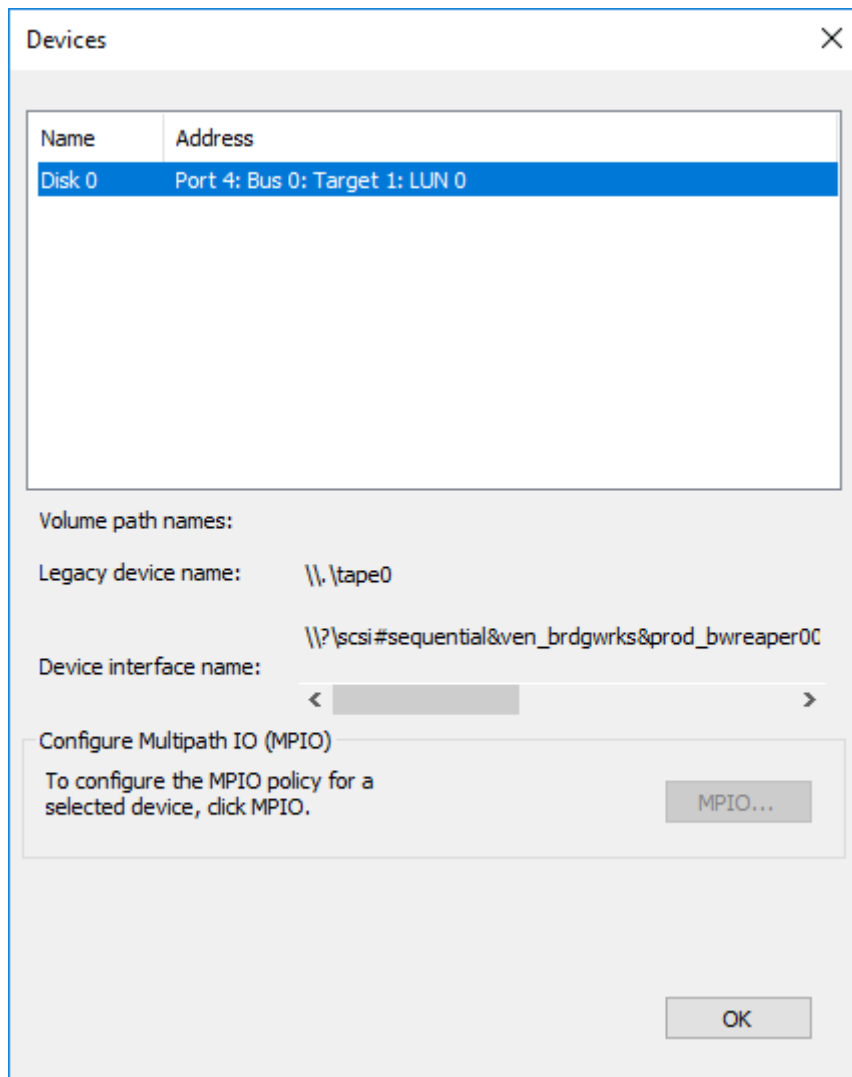 Devices
Name Address
Disk 0 Port 4: Bus 0: Target 1: LUN 0
Volume path names:
Legacy device name: \\.\tape0
\\?\scsi#sequential&ven_brdgwrks&prod_bwreaper00
Device interface name:
Configure Multipath IO (MPIO)
To configure the MPIO policy for a
selected device, click MPIO.
MPIO...
OK